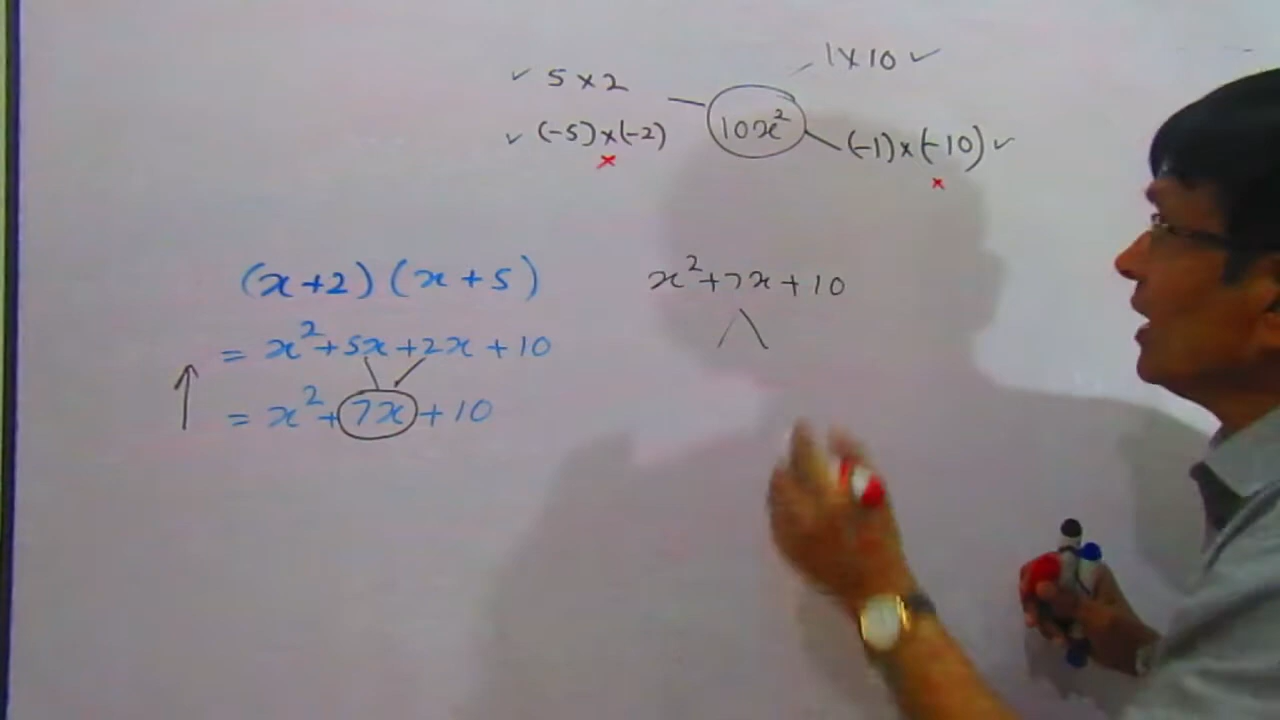 1×10 ✓
✓ 5×2
10x²
✓ (-5)×(-2)
(-1)×(-10) ✓
×
×
(x+2)(x+5)
x²+7x+10
= x²+5x+2x+10
= x²+7x+10